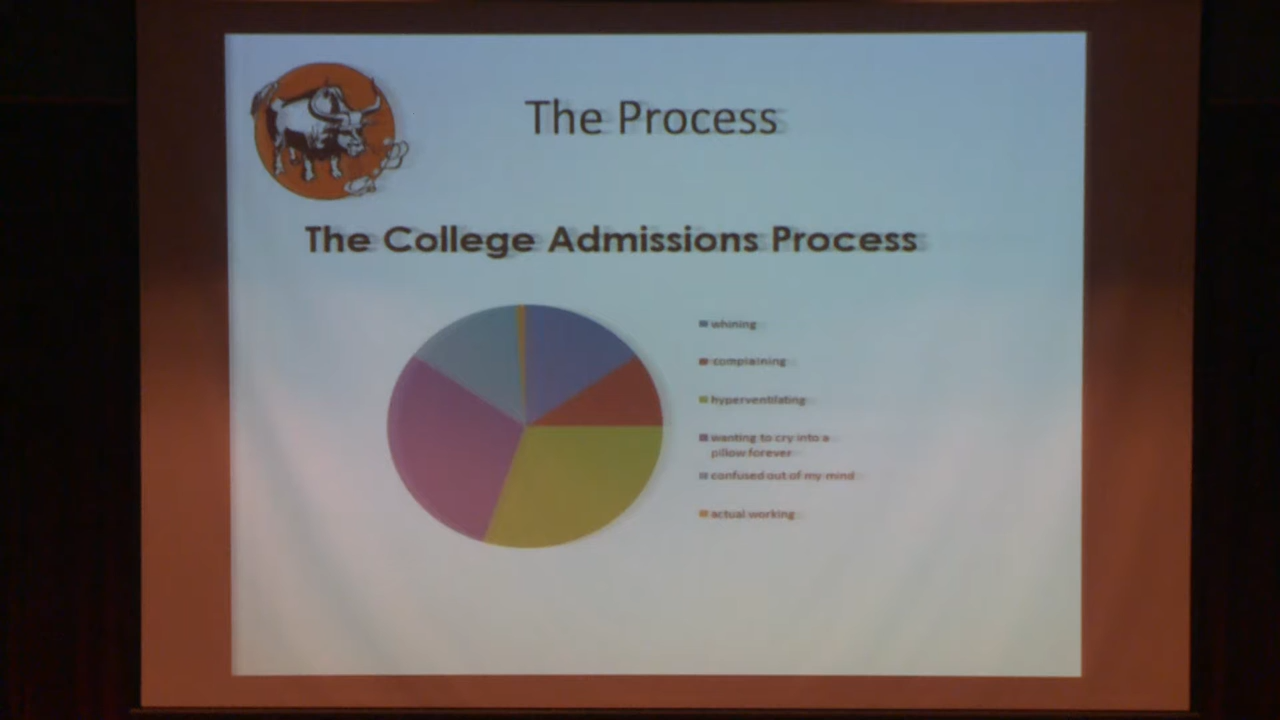 The Process
The College Admissions Process
whining
complaining
hyperventilating
wanting to cry into a
pillow forever
confused out of my mind
actual working